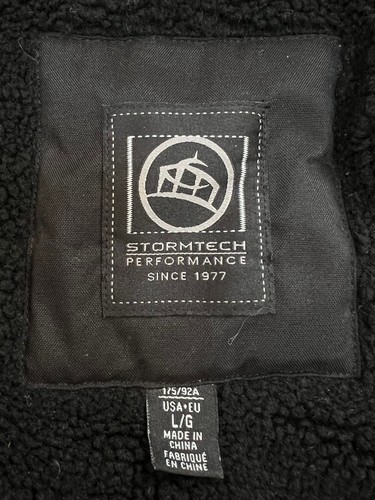 STORMTECH
PERFORMANCE
SINCE 1977
175/92A
USA•EU
L/G
MADE IN
CHINA
FABRIQUÉ
EN CHINE